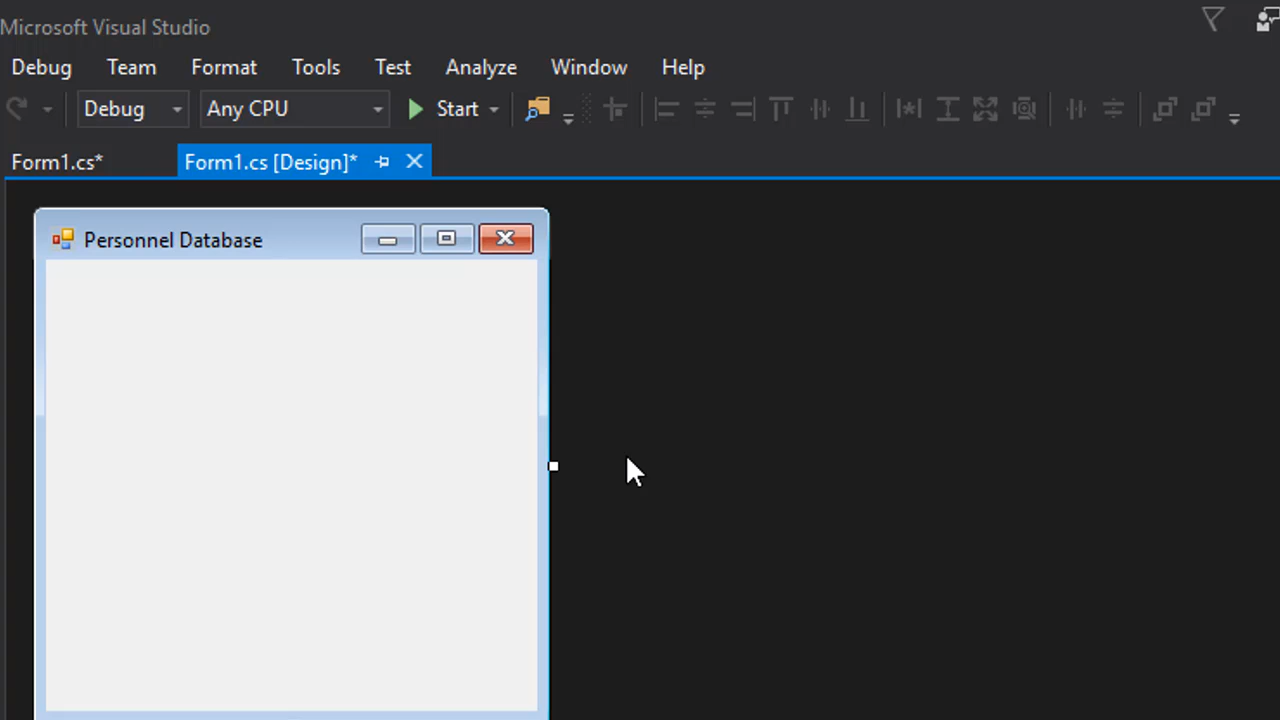 Microsoft Visual Studio
Debug Team Format Tools Test Analyze Window Help
Debug Any CPU Start
Form1.cs* Form1.cs [Design]*
Personnel Database